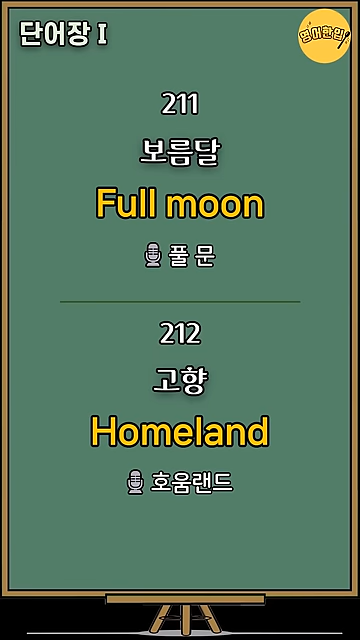 단어장 I
영어한입
211
보름달
Full moon
풀 문
212
고향
Homeland
호움랜드